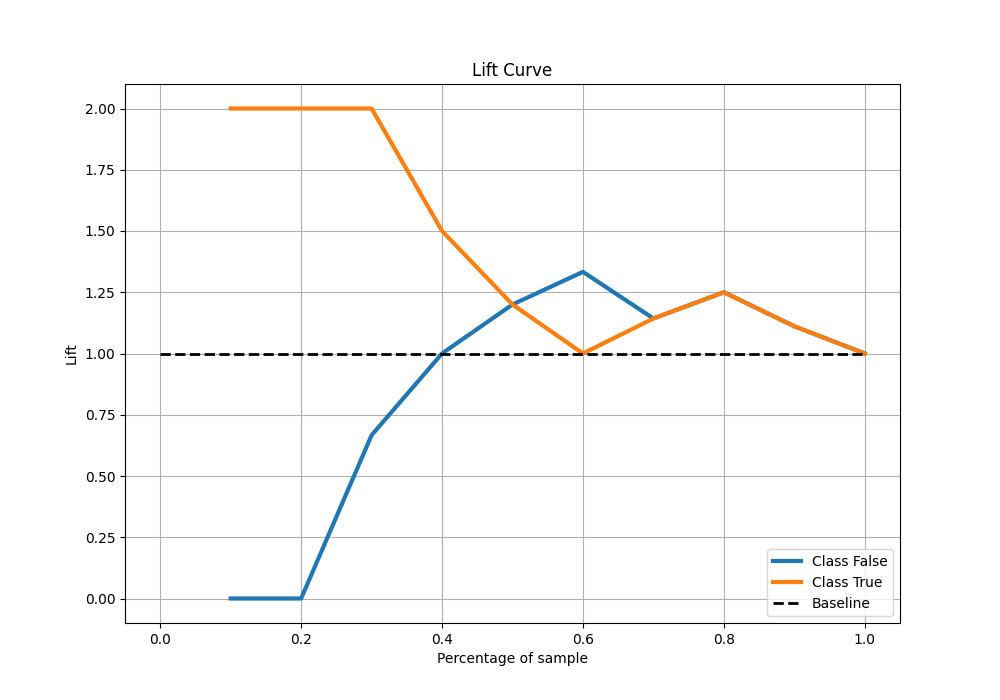 Lift Curve
2.00
1.75
1.50
1.25
1.00
0.75
0.50
0.25
0.00
Lift
Class False
Class True
Baseline
0.0 0.2 0.4 0.6 0.8 1.0
Percentage of sample